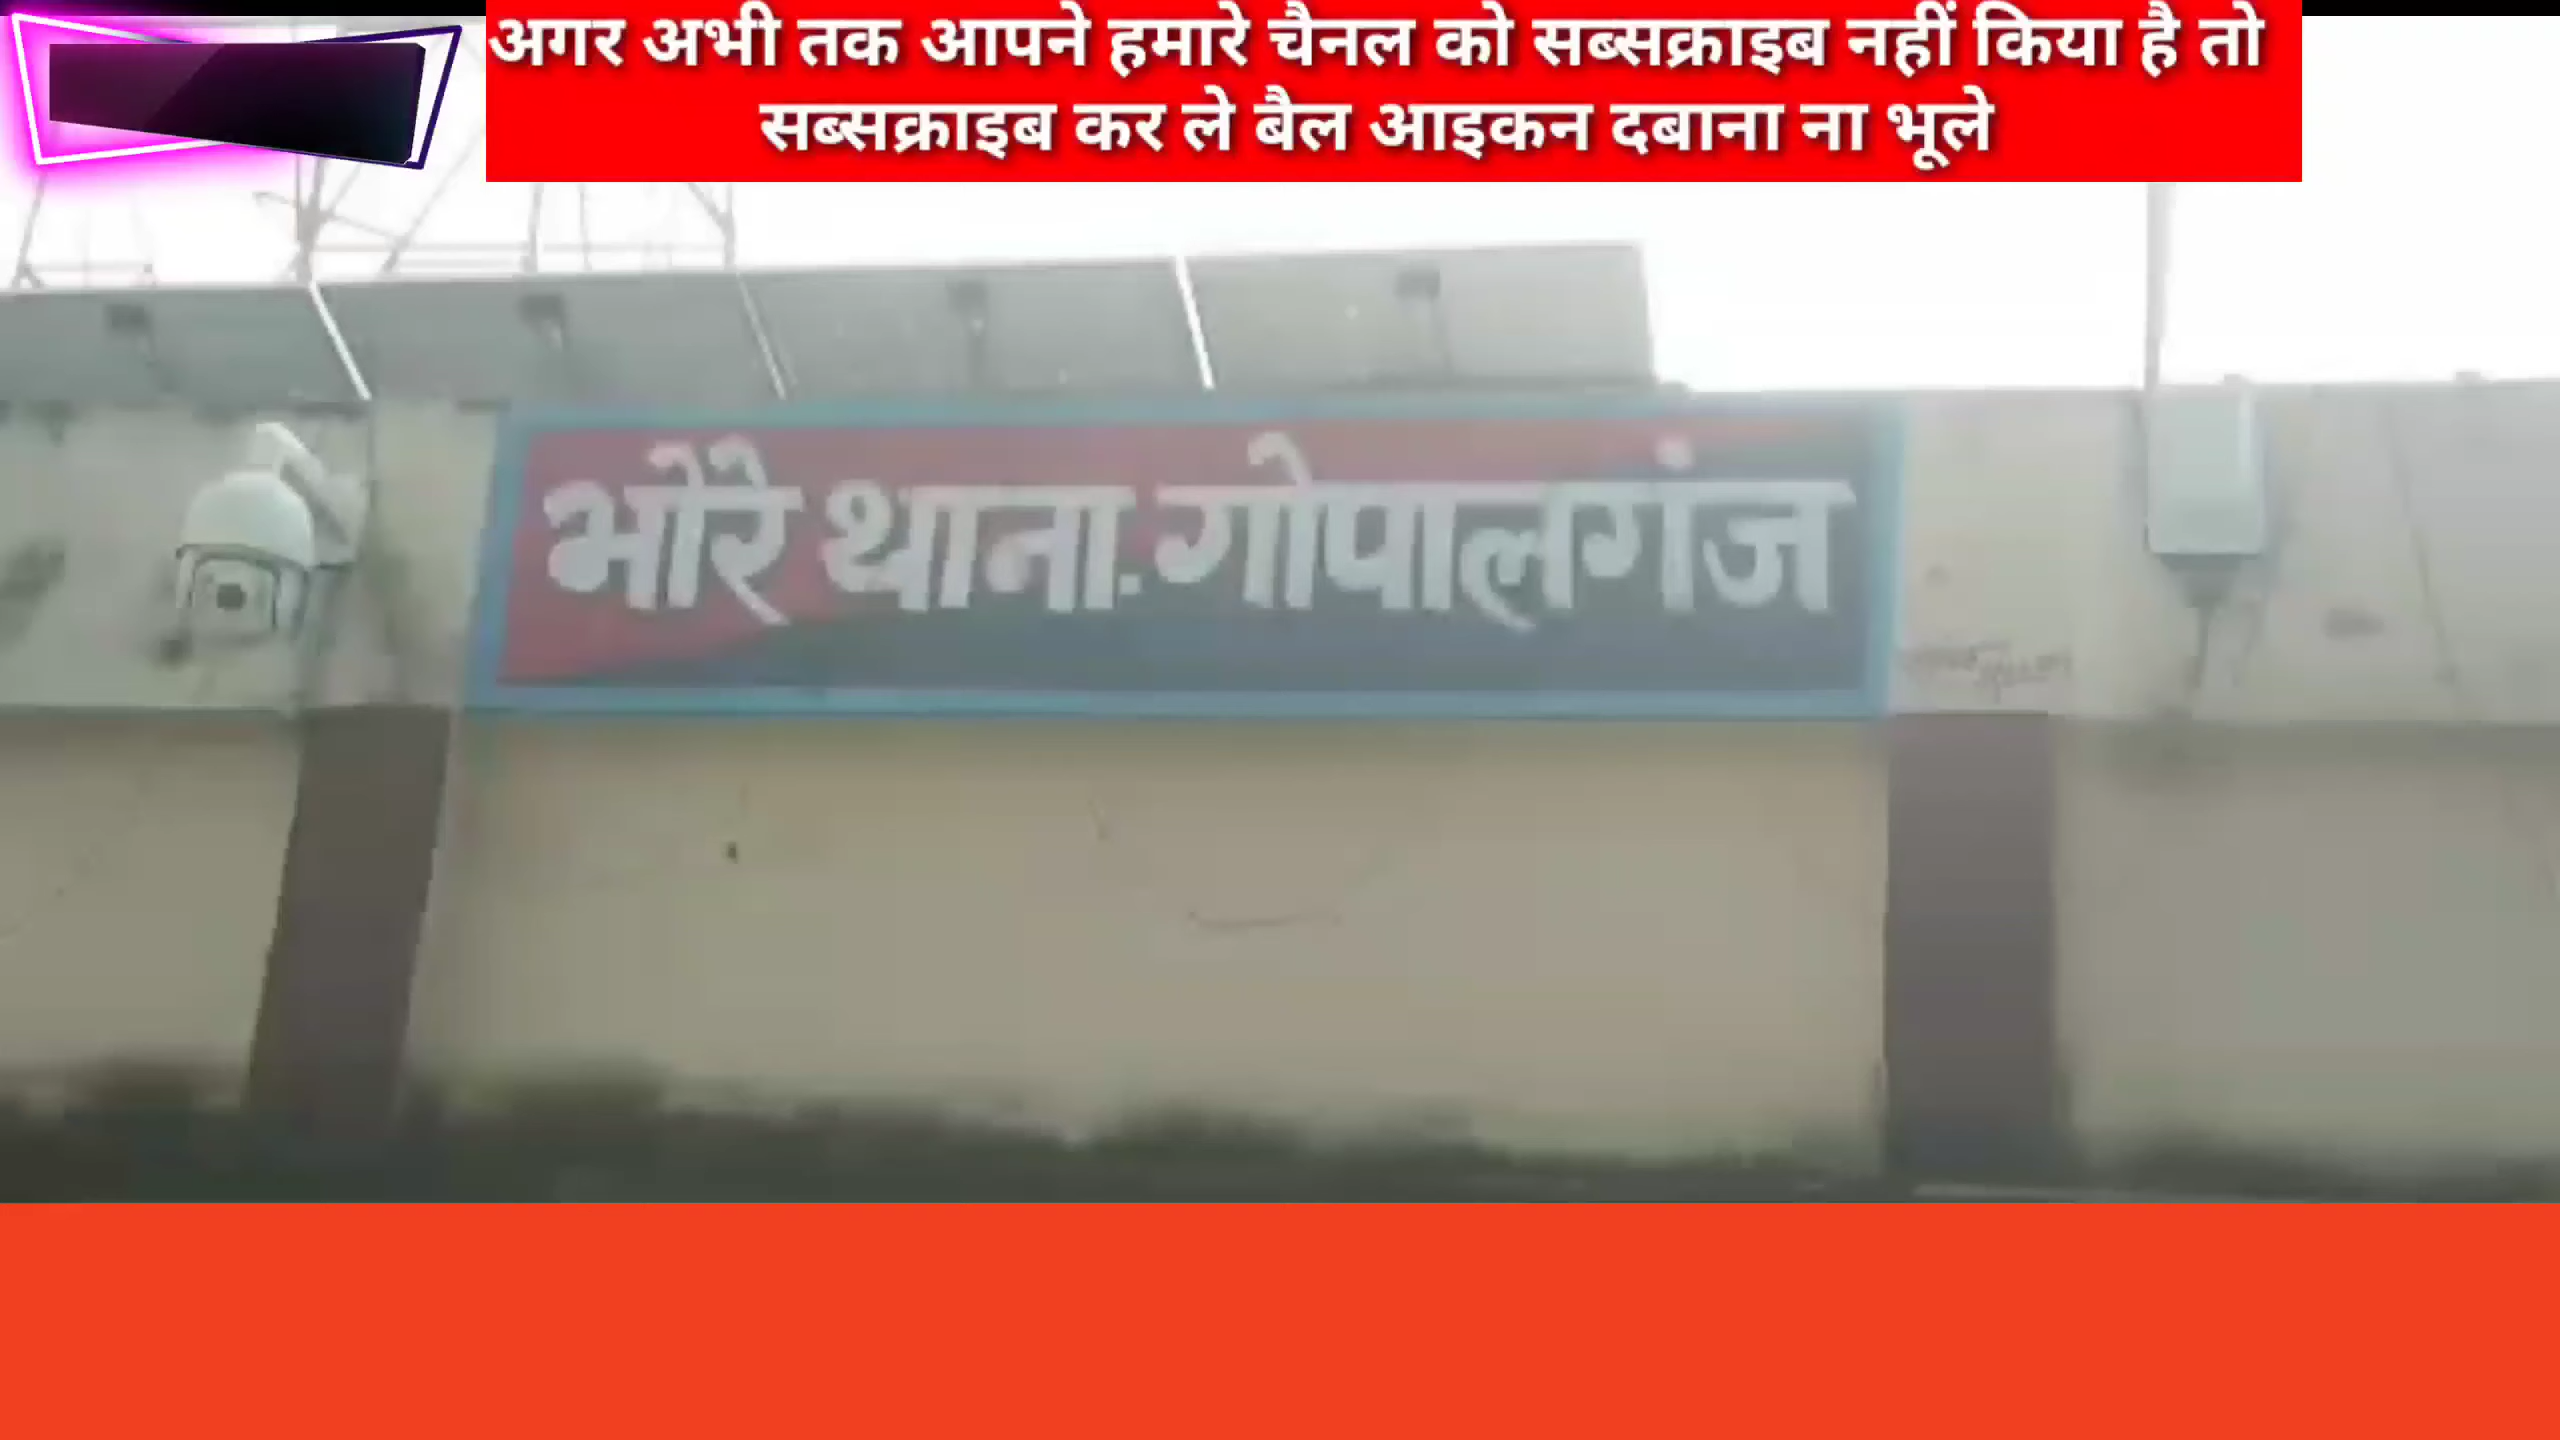 अगर अभी तक आपने हमारे चैनल को सब्सक्राइब नहीं किया है तो
सब्सक्राइब कर ले बैल आइकन दबाना ना भूले
भोरे थाना.गोपालगंज